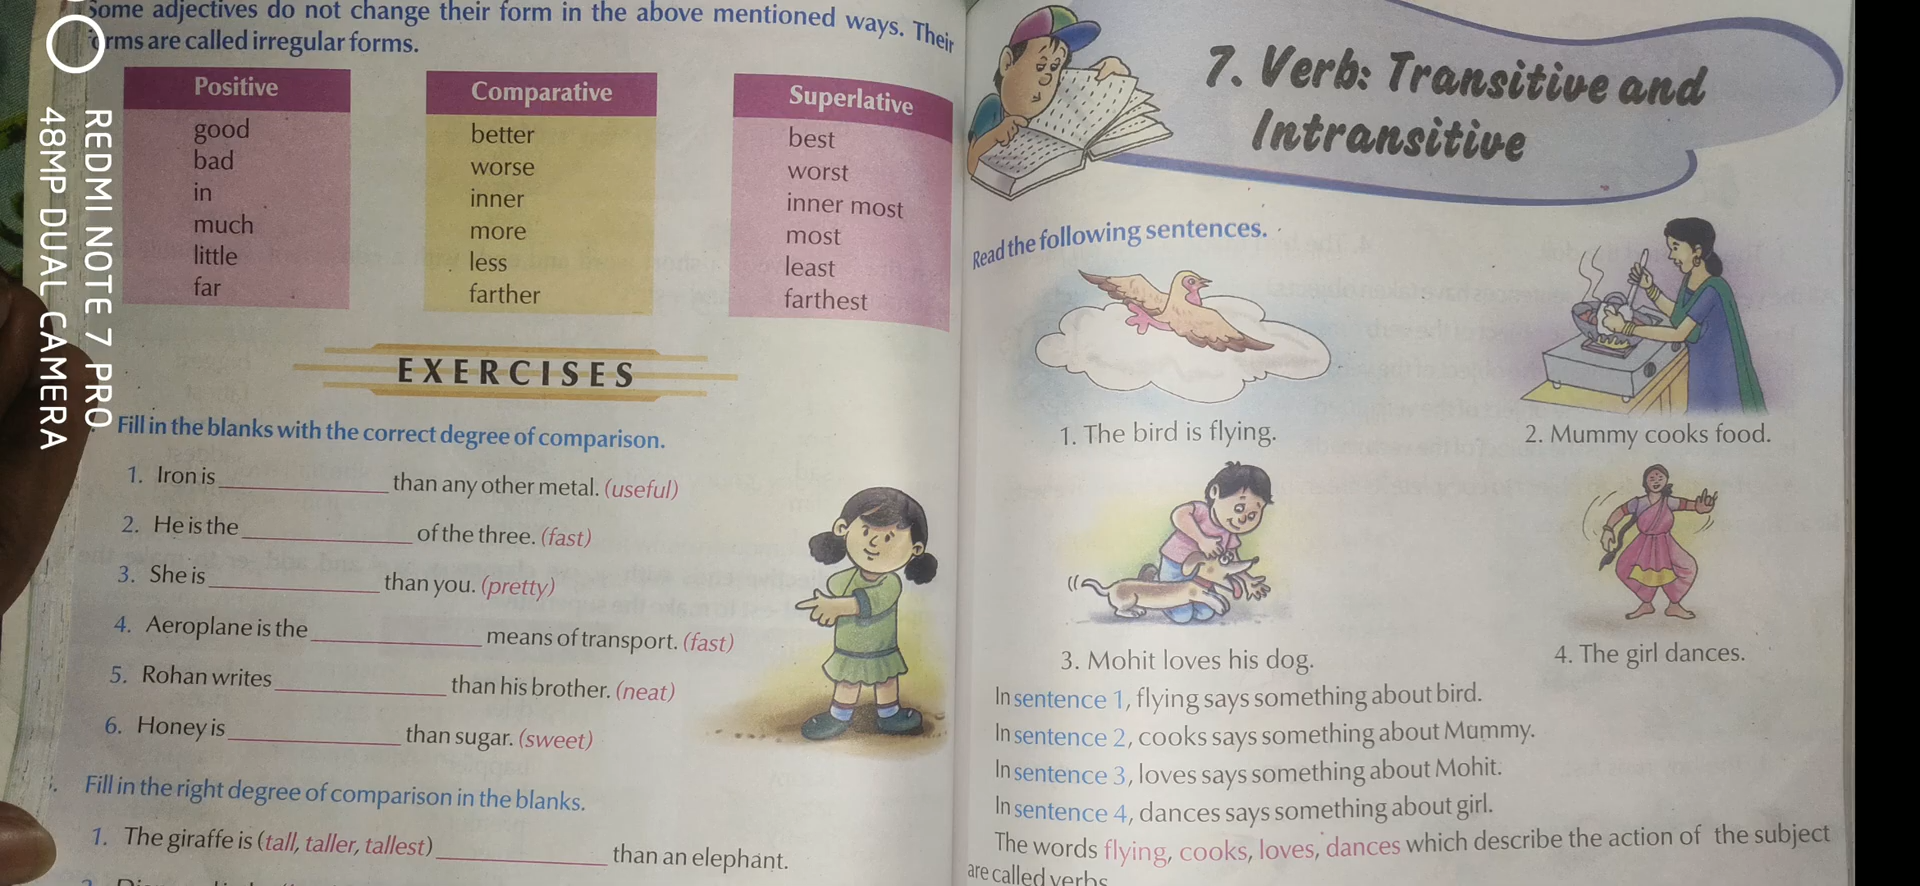 Some adjectives do not change their form in the above mentioned ways. Their
forms are called irregular forms.
Positive
good
bad
in
much
little
far
Comparative
better
worse
inner
more
less
farther
Superlative
best
worst
inner most
most
least
farthest
EXERCISES
Fill in the blanks with the correct degree of comparison.
1. Iron is ____________ than any other metal. (useful)
2. He is the ____________ of the three. (fast)
3. She is ____________ than you. (pretty)
4. Aeroplane is the ____________ means of transport. (fast)
5. Rohan writes ____________ than his brother. (neat)
6. Honey is ____________ than sugar. (sweet)
Fill in the right degree of comparison in the blanks.
1. The giraffe is (tall, taller, tallest) ____________ than an elephant.
7. Verb: Transitive and
Intransitive
Read the following sentences.
1. The bird is flying.
2. Mummy cooks food.
3. Mohit loves his dog.
4. The girl dances.
In sentence 1, flying says something about bird.
In sentence 2, cooks says something about Mummy.
In sentence 3, loves says something about Mohit.
In sentence 4, dances says something about girl.
The words flying, cooks, loves, dances which describe the action of the subject
are called verbs
REDMI NOTE 7 PRO
48MP DUAL CAMERA